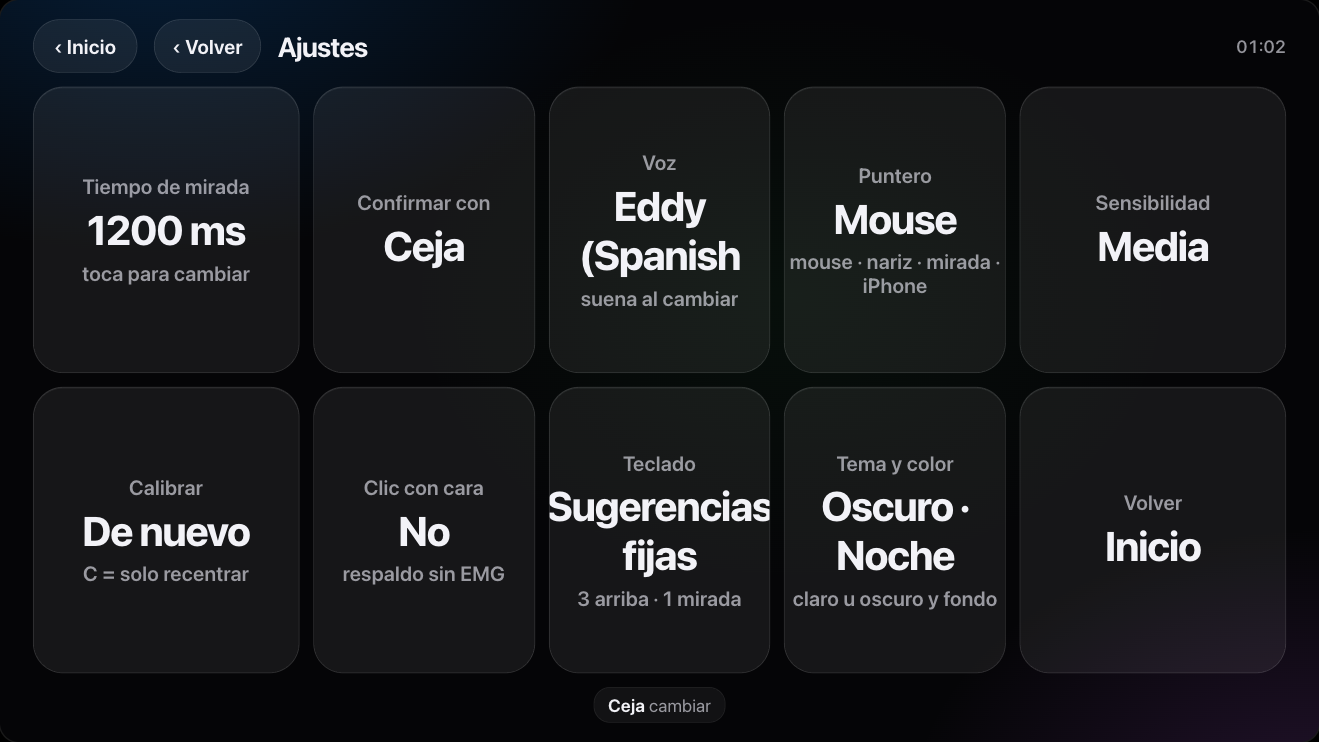 ‹ Inicio
‹ Volver
Ajustes
01:02
Tiempo de mirada
1200 ms
toca para cambiar
Confirmar con
Ceja
Voz
Eddy
(Spanish
suena al cambiar
Puntero
Mouse
mouse · nariz · mirada ·
iPhone
Sensibilidad
Media
Calibrar
De nuevo
C = solo recentrar
Clic con cara
No
respaldo sin EMG
Teclado
Sugerencias
fijas
3 arriba · 1 mirada
Tema y color
Oscuro ·
Noche
claro u oscuro y fondo
Volver
Inicio
Ceja cambiar